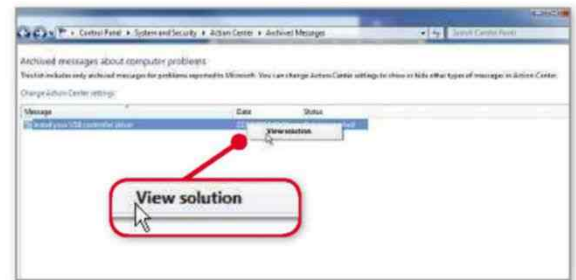 Control Panel ▸ System and Security ▸ Action Center ▸ Archived Messages
Search Control Panel
Archived messages about computer problems
This list includes only archived messages for problems reported to Microsoft. You can change Action Center settings to show or hide other types of messages in Action Center.
Change Action Center settings
Message Date Status
Install your USB controller driver
View solution
View solution